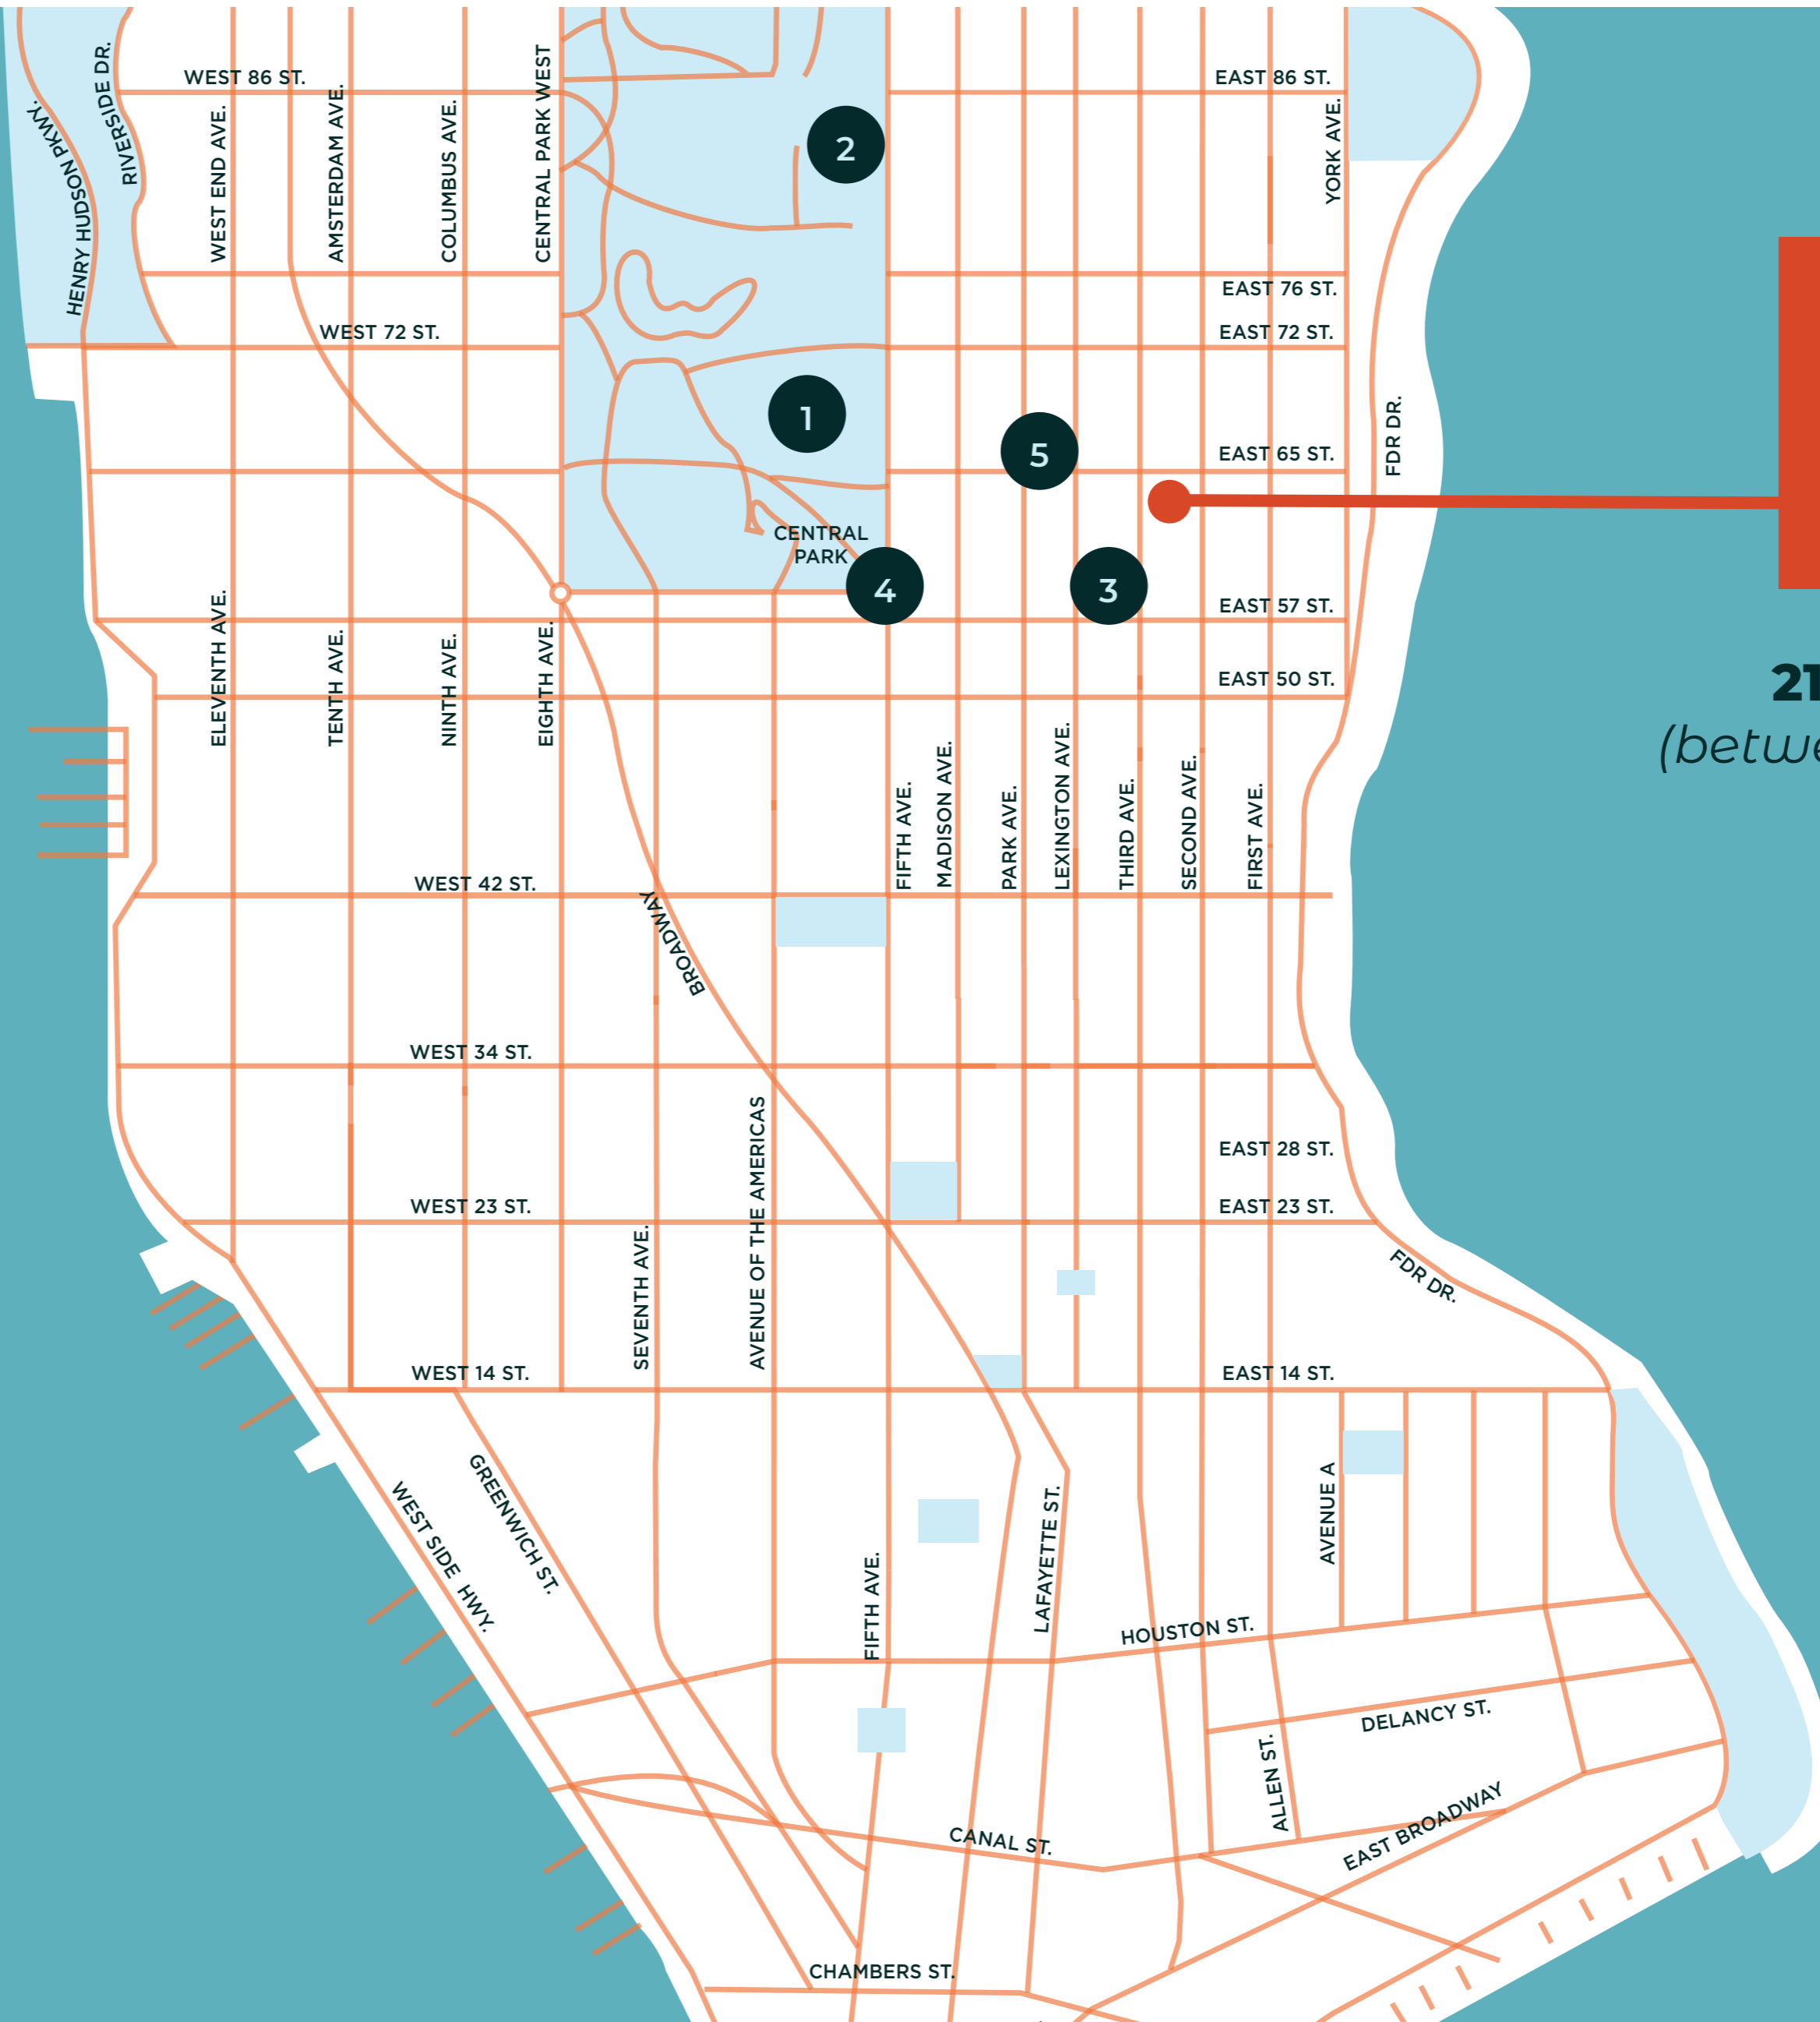 WEST 86 ST.
EAST 86 ST.
HENRY HUDSON PKWY.
RIVERSIDE DR.
WEST END AVE.
AMSTERDAM AVE.
COLUMBUS AVE.
CENTRAL PARK WEST
YORK AVE.
2
EAST 76 ST.
WEST 72 ST.
EAST 72 ST.
1
5
EAST 65 ST.
FDR DR.
CENTRAL
PARK
4
3
EAST 57 ST.
EAST 50 ST.
21
(betwe
ELEVENTH AVE.
TENTH AVE.
NINTH AVE.
EIGHTH AVE.
FIFTH AVE.
MADISON AVE.
PARK AVE.
LEXINGTON AVE.
THIRD AVE.
SECOND AVE.
FIRST AVE.
WEST 42 ST.
BROADWAY
WEST 34 ST.
EAST 28 ST.
WEST 23 ST.
EAST 23 ST.
SEVENTH AVE.
AVENUE OF THE AMERICAS
FDR DR.
WEST 14 ST.
EAST 14 ST.
WEST SIDE HWY.
GREENWICH ST.
FIFTH AVE.
LAFAYETTE ST.
AVENUE A
HOUSTON ST.
DELANCY ST.
ALLEN ST.
EAST BROADWAY
CANAL ST.
CHAMBERS ST.